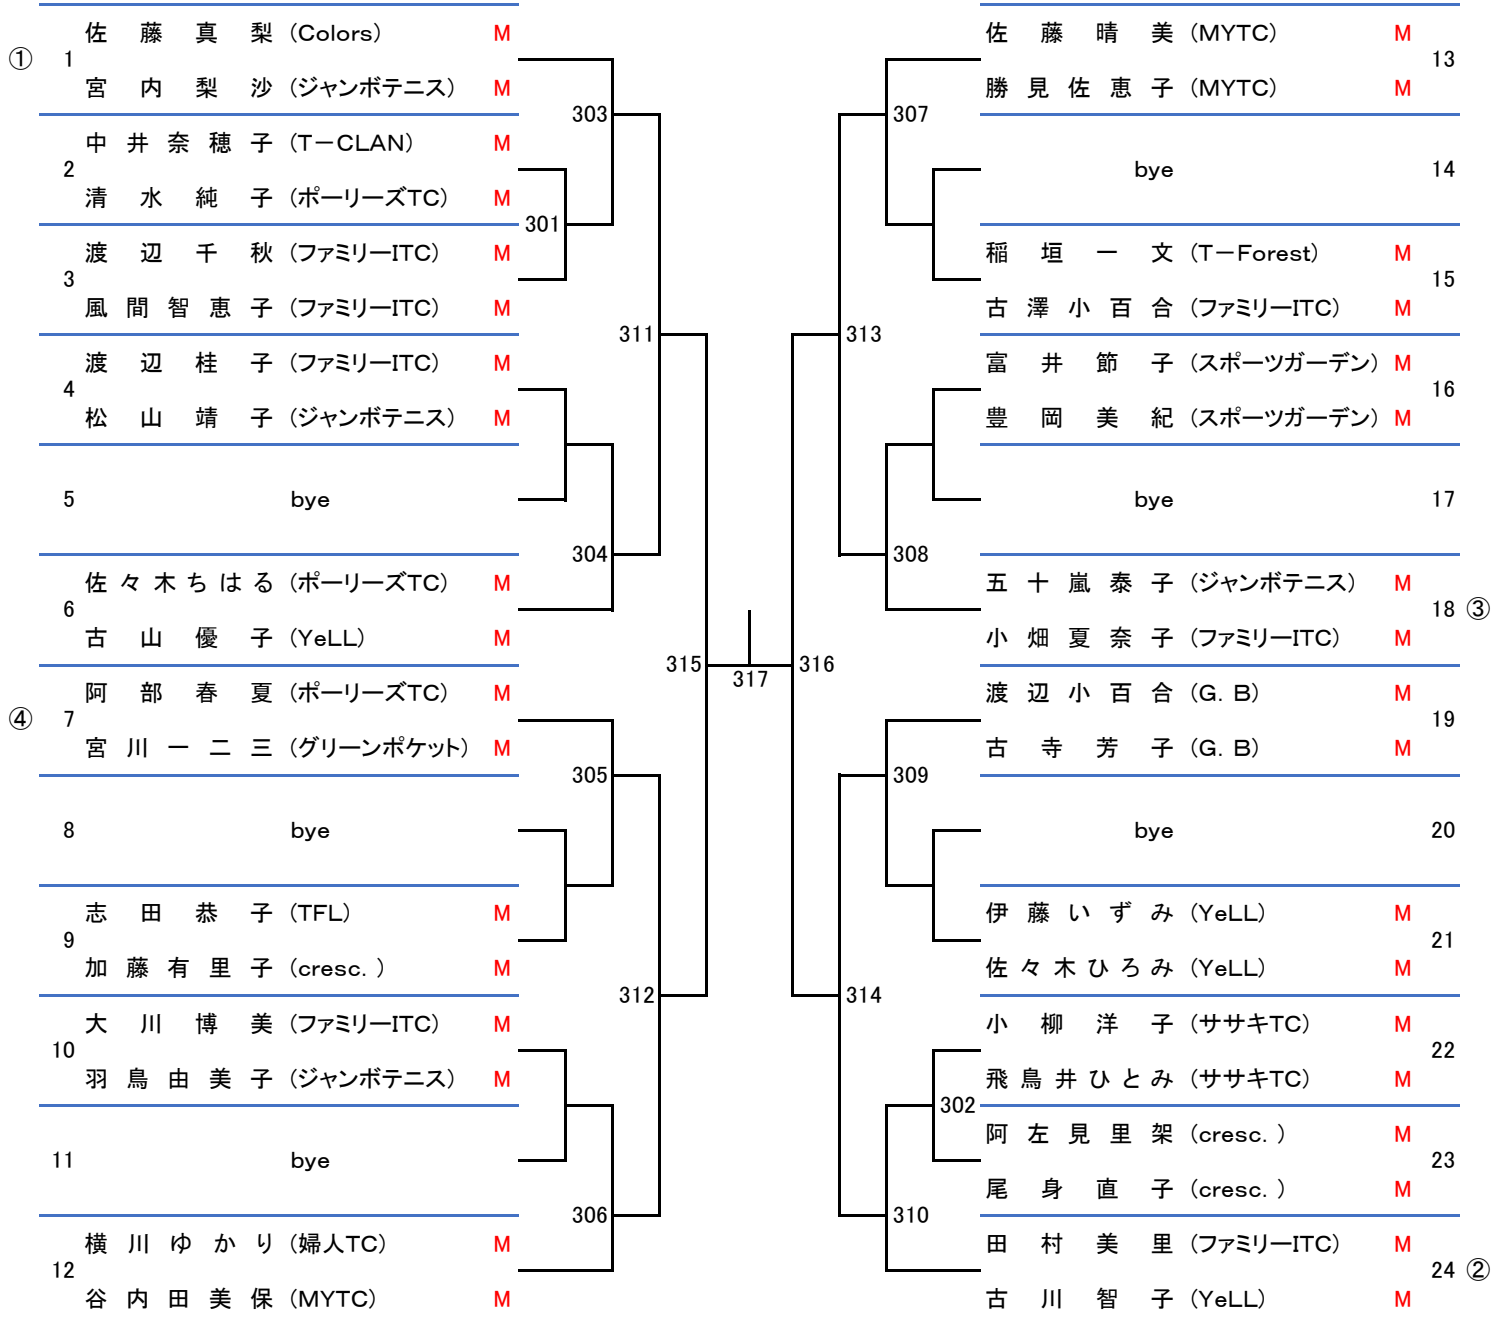 佐藤真梨 (Colors) M
① 1
宮内梨沙 (ジャンボテニス) M
303
中井奈穂子 (T－CLAN) M
2
清水純子 (ポーリーズTC) M
301
渡辺千秋 (ファミリーITC) M
3
風間智恵子 (ファミリーITC) M
311
渡辺桂子 (ファミリーITC) M
4
松山靖子 (ジャンボテニス) M
5 bye
304
佐々木ちはる (ポーリーズTC) M
6
古山優子 (YeLL) M
315
阿部春夏 (ポーリーズTC) M
④ 7
宮川一二三 (グリーンポケット) M
305
8 bye
志田恭子 (TFL) M
9
加藤有里子 (cresc. ) M
312
大川博美 (ファミリーITC) M
10
羽鳥由美子 (ジャンボテニス) M
11 bye
306
横川ゆかり (婦人TC) M
12
谷内田美保 (MYTC) M
317
佐藤晴美 (MYTC) M
13
勝見佐恵子 (MYTC) M
307
bye 14
稲垣一文 (T－Forest) M
15
古澤小百合 (ファミリーITC) M
313
富井節子 (スポーツガーデン) M
16
豊岡美紀 (スポーツガーデン) M
bye 17
308
五十嵐泰子 (ジャンボテニス) M
18 ③
小畑夏奈子 (ファミリーITC) M
316
渡辺小百合 (G. B) M
19
古寺芳子 (G. B) M
309
bye 20
伊藤いずみ (YeLL) M
21
佐々木ひろみ (YeLL) M
314
小柳洋子 (ササキTC) M
22
飛鳥井ひとみ (ササキTC) M
302
阿左見里架 (cresc. ) M
23
尾身直子 (cresc. ) M
310
田村美里 (ファミリーITC) M
24 ②
古川智子 (YeLL) M